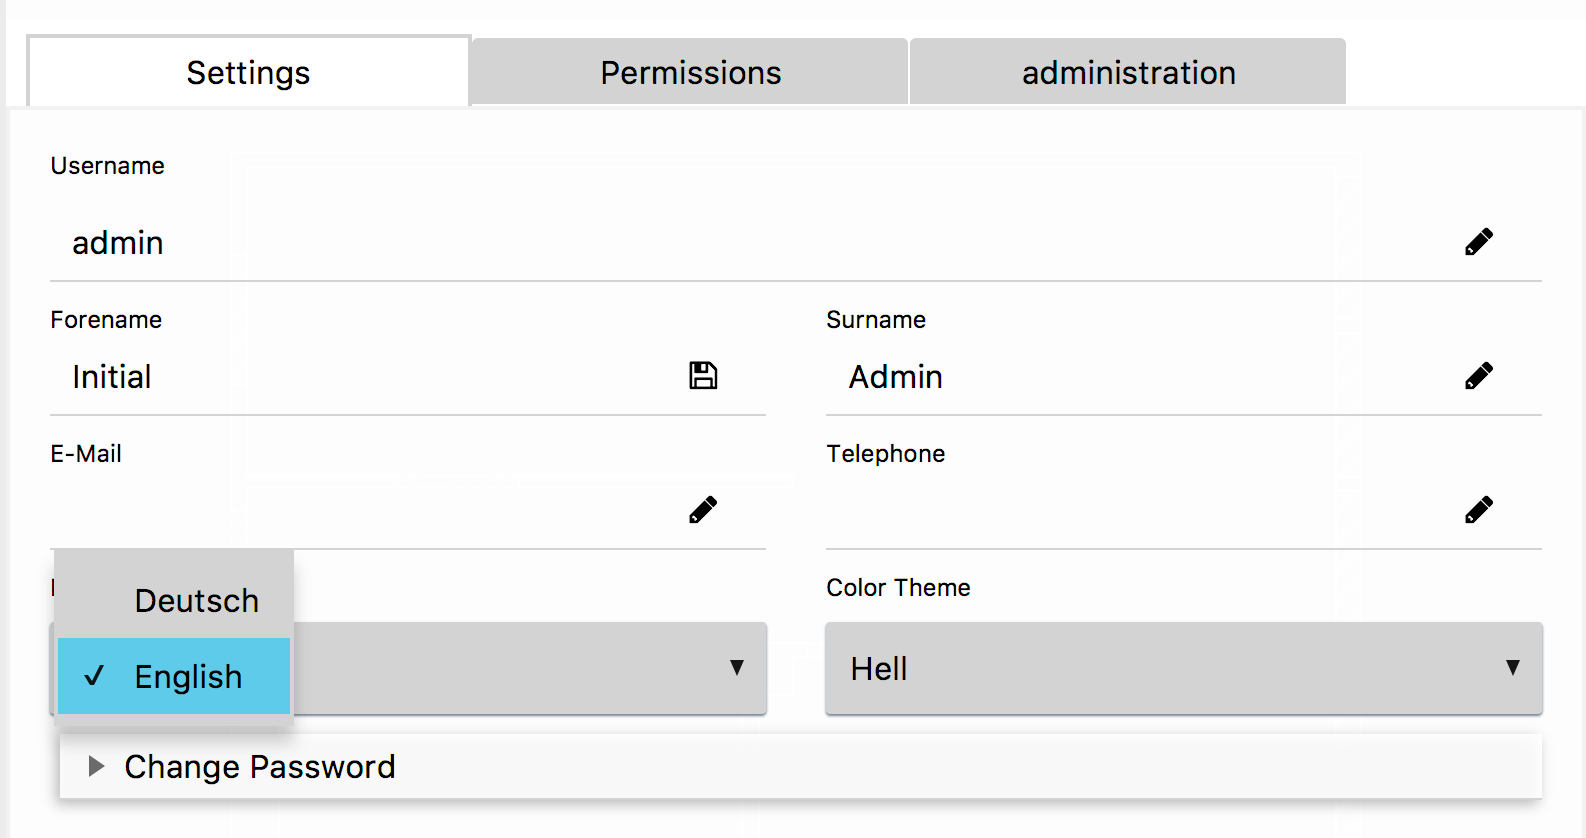 Settings Permissions administration
Username
admin
Forename Surname
Initial Admin
E-Mail Telephone
Color Theme
Deutsch
✓ English
Hell
Change Password